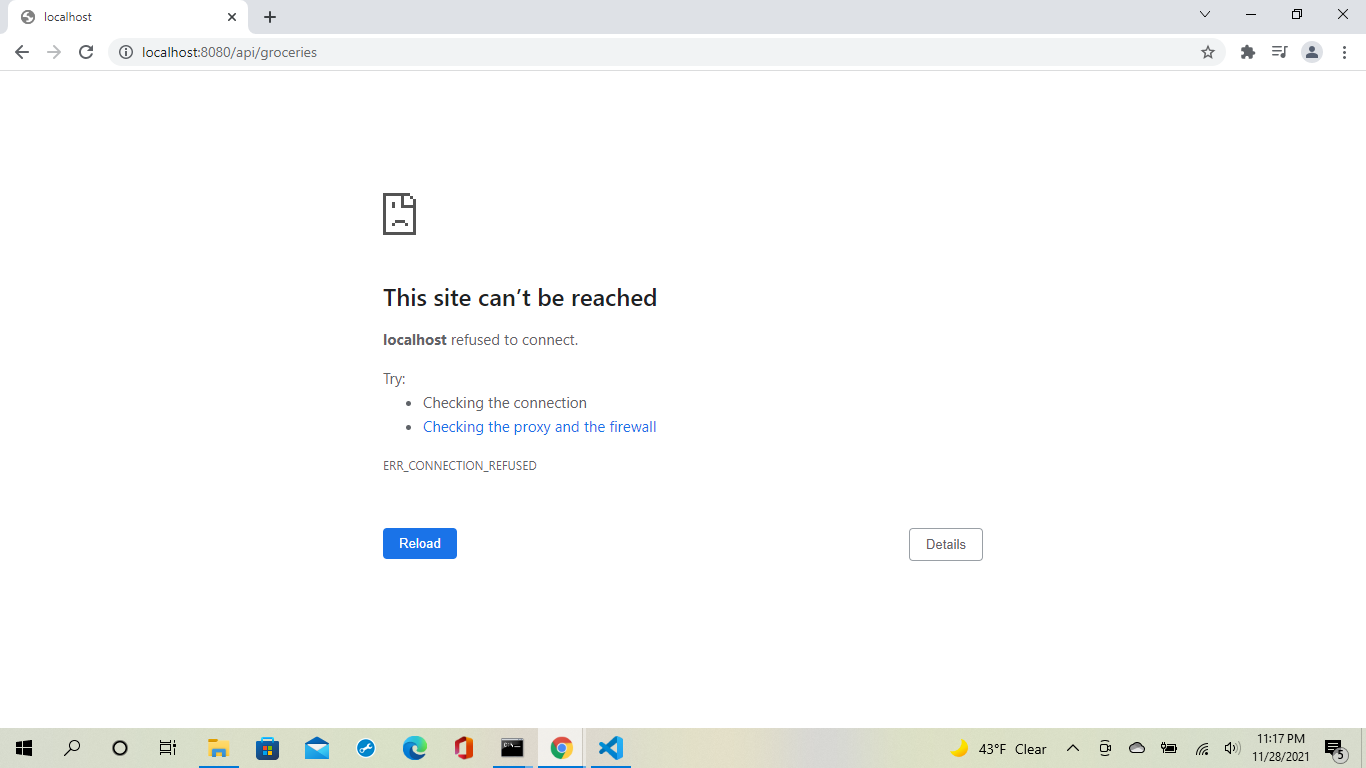 localhost
localhost:8080/api/groceries
This site can’t be reached
localhost refused to connect.
Try:
Checking the connection
Checking the proxy and the firewall
ERR_CONNECTION_REFUSED
Reload
Details
43°F Clear
11:17 PM
11/28/2021
5